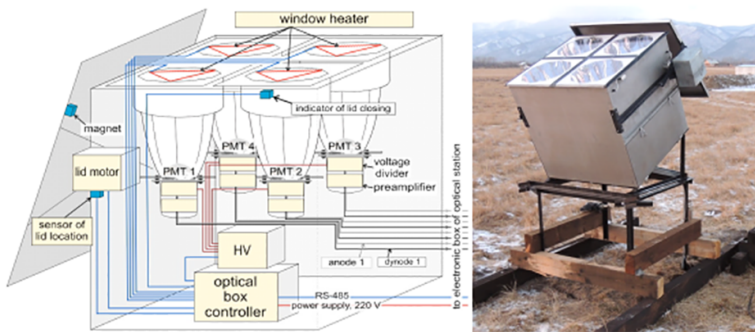 window heater
indicator of lid closing
magnet
PMT 4
PMT 3
lid motor
PMT 1
PMT 2
voltage
divider
preamplifier
sensor of
lid location
HV
anode 1
dynode 1
optical
box
controller
RS-485
power supply, 220 V
to electronic box of optical station